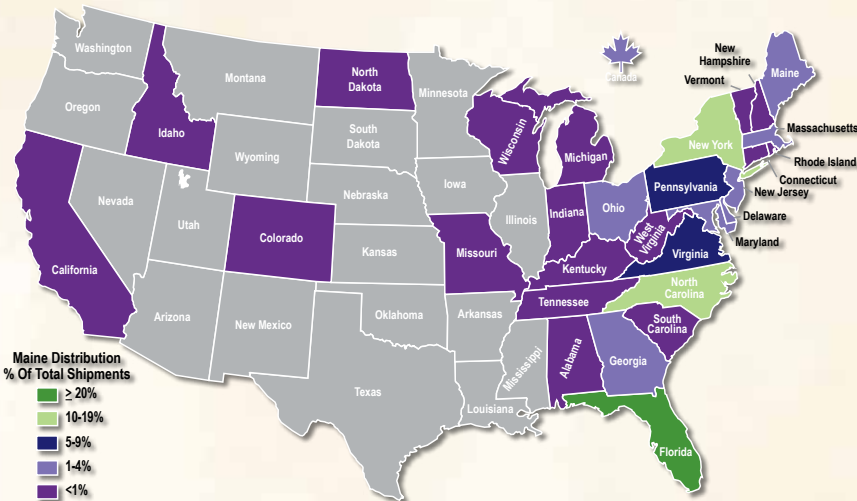 Washington
Montana
North
Dakota
Minnesota
Canada
New
Hampshire
Vermont
Maine
Oregon
Idaho
Wyoming
South
Dakota
Wisconsin
Michigan
New York
Massachusetts
Rhode Island
Connecticut
New Jersey
Nevada
Utah
Colorado
Nebraska
Iowa
Illinois
Indiana
Ohio
Pennsylvania
Delaware
Maryland
California
Kansas
Missouri
Kentucky
West
Virginia
Virginia
Arizona
New Mexico
Oklahoma
Arkansas
Tennessee
North
Carolina
South
Carolina
Texas
Louisiana
Mississippi
Alabama
Georgia
Florida
Maine Distribution
% Of Total Shipments
≥ 20%
10-19%
5-9%
1-4%
<1%